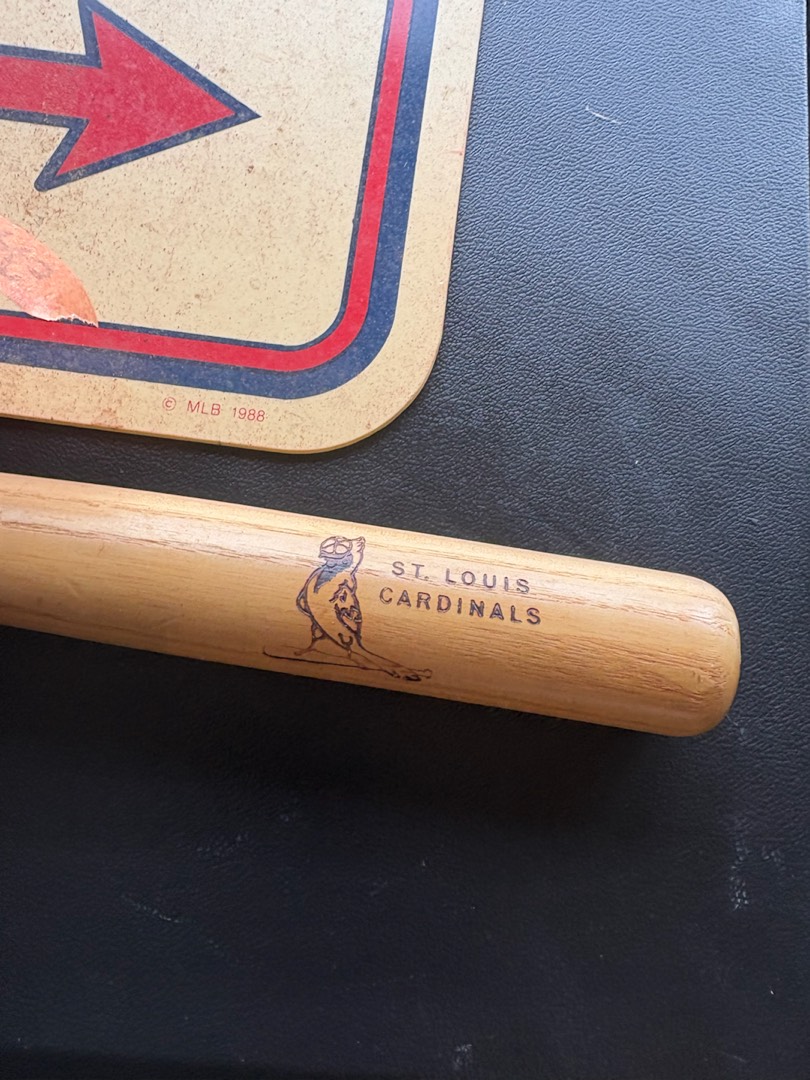 © MLB 1988
ST. LOUIS
CARDINALS